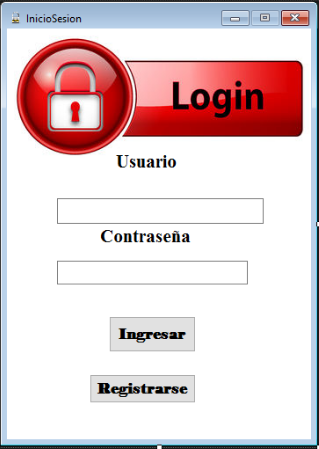 InicioSesion
Login
Usuario
Contraseña
Ingresar
Registrarse